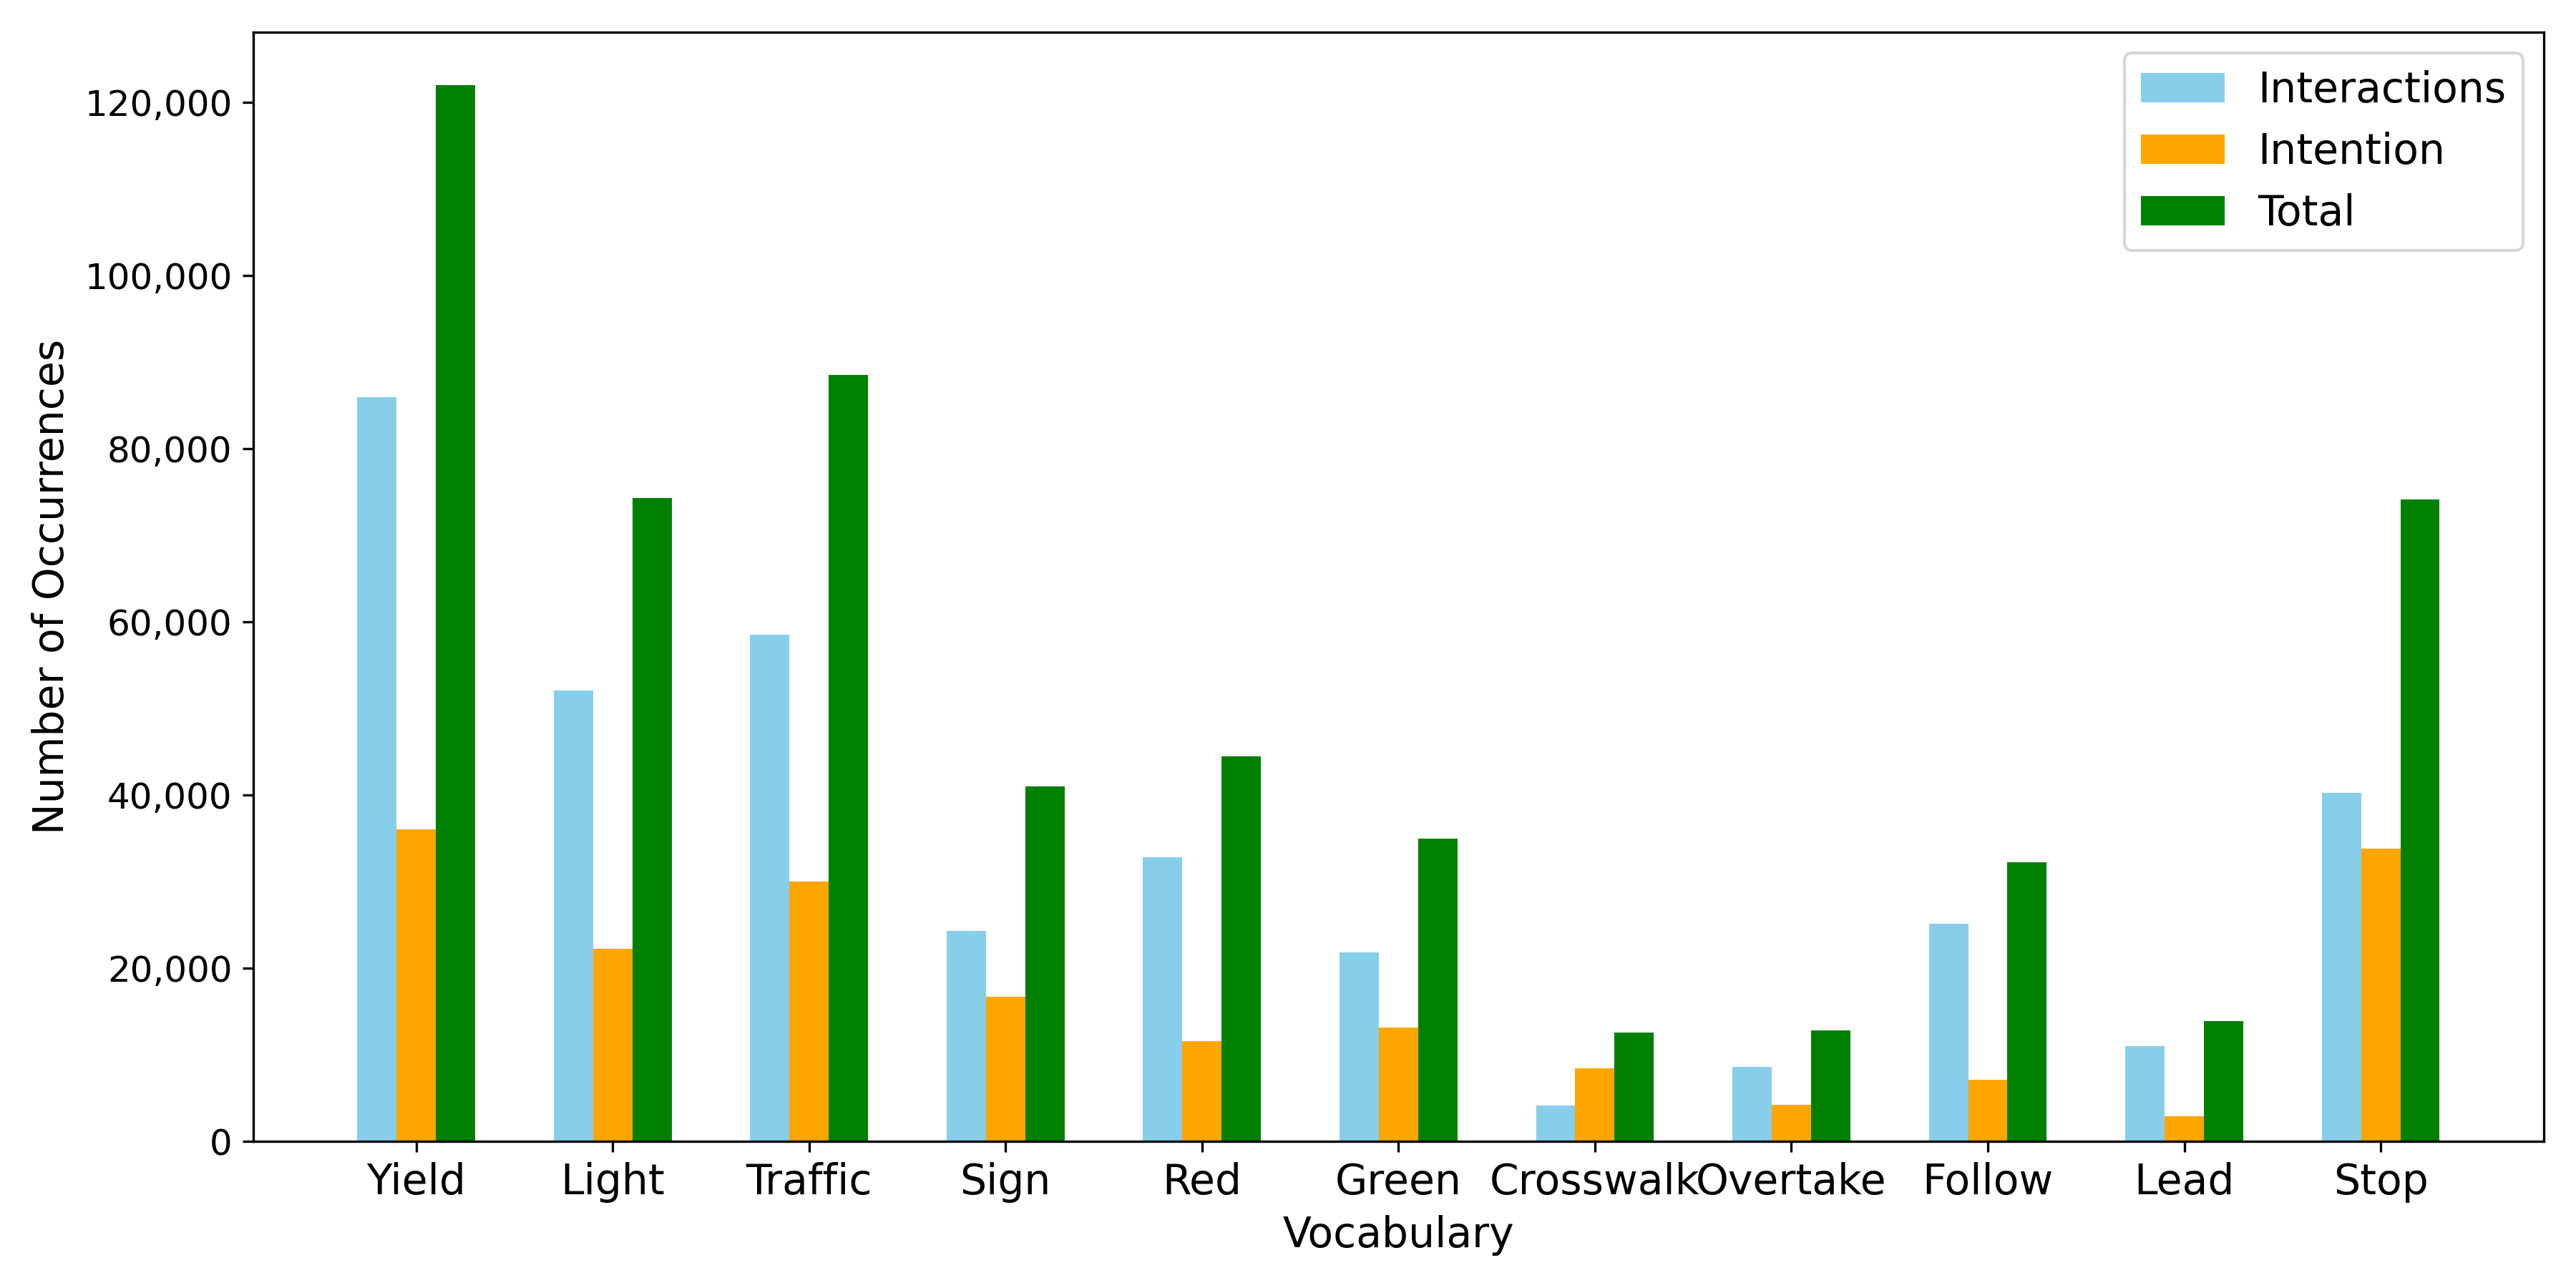 120,000
100,000
80,000
60,000
40,000
20,000
0
Number of Occurrences
Interactions
Intention
Total
Yield Light Traffic Sign Red Green Crosswalk Overtake Follow Lead Stop
Vocabulary